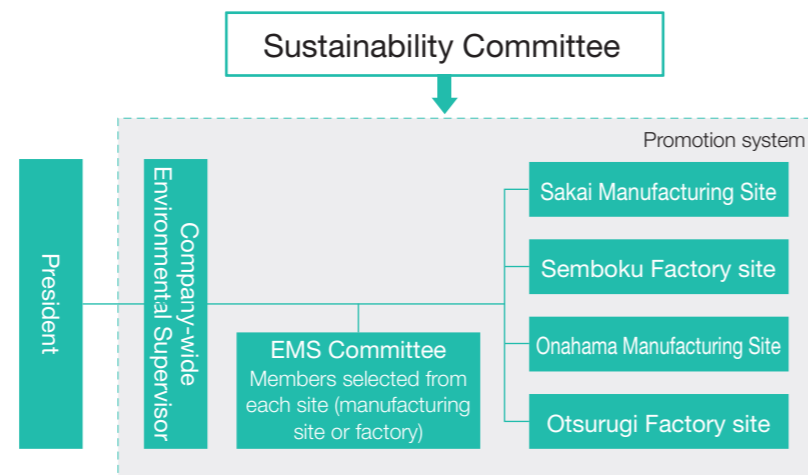 Sustainability Committee
Promotion system
President
Company-wide
Environmental Supervisor
EMS Committee
Members selected from
each site (manufacturing
site or factory)
Sakai Manufacturing Site
Semboku Factory site
Onahama Manufacturing Site
Otsurugi Factory site